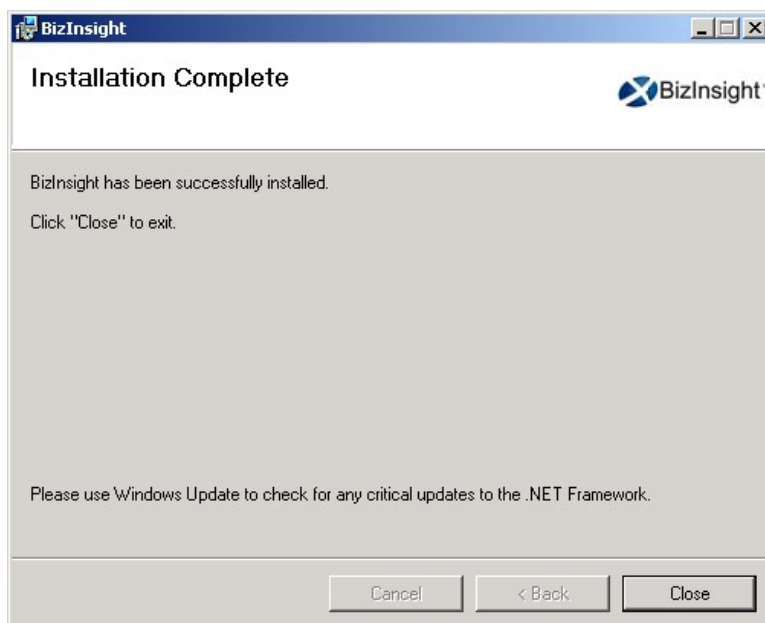 BizInsight
Installation Complete
BizInsight
BizInsight has been successfully installed.
Click "Close" to exit.
Please use Windows Update to check for any critical updates to the .NET Framework.
Cancel
< Back
Close